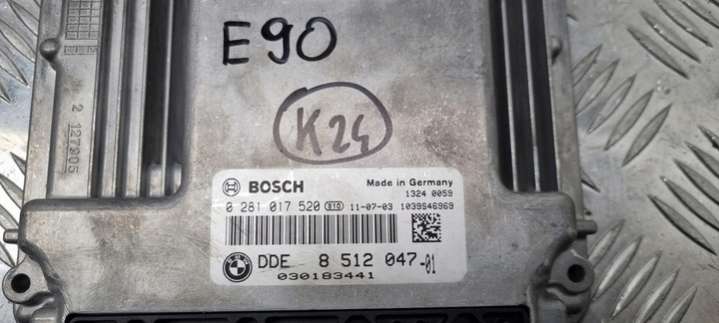 E90
K24
2 127905
BOSCH Made in Germany
1324 0059
0 281 017 520 11-07-03 1039S46969
DDE 8 512 047-01
030183441